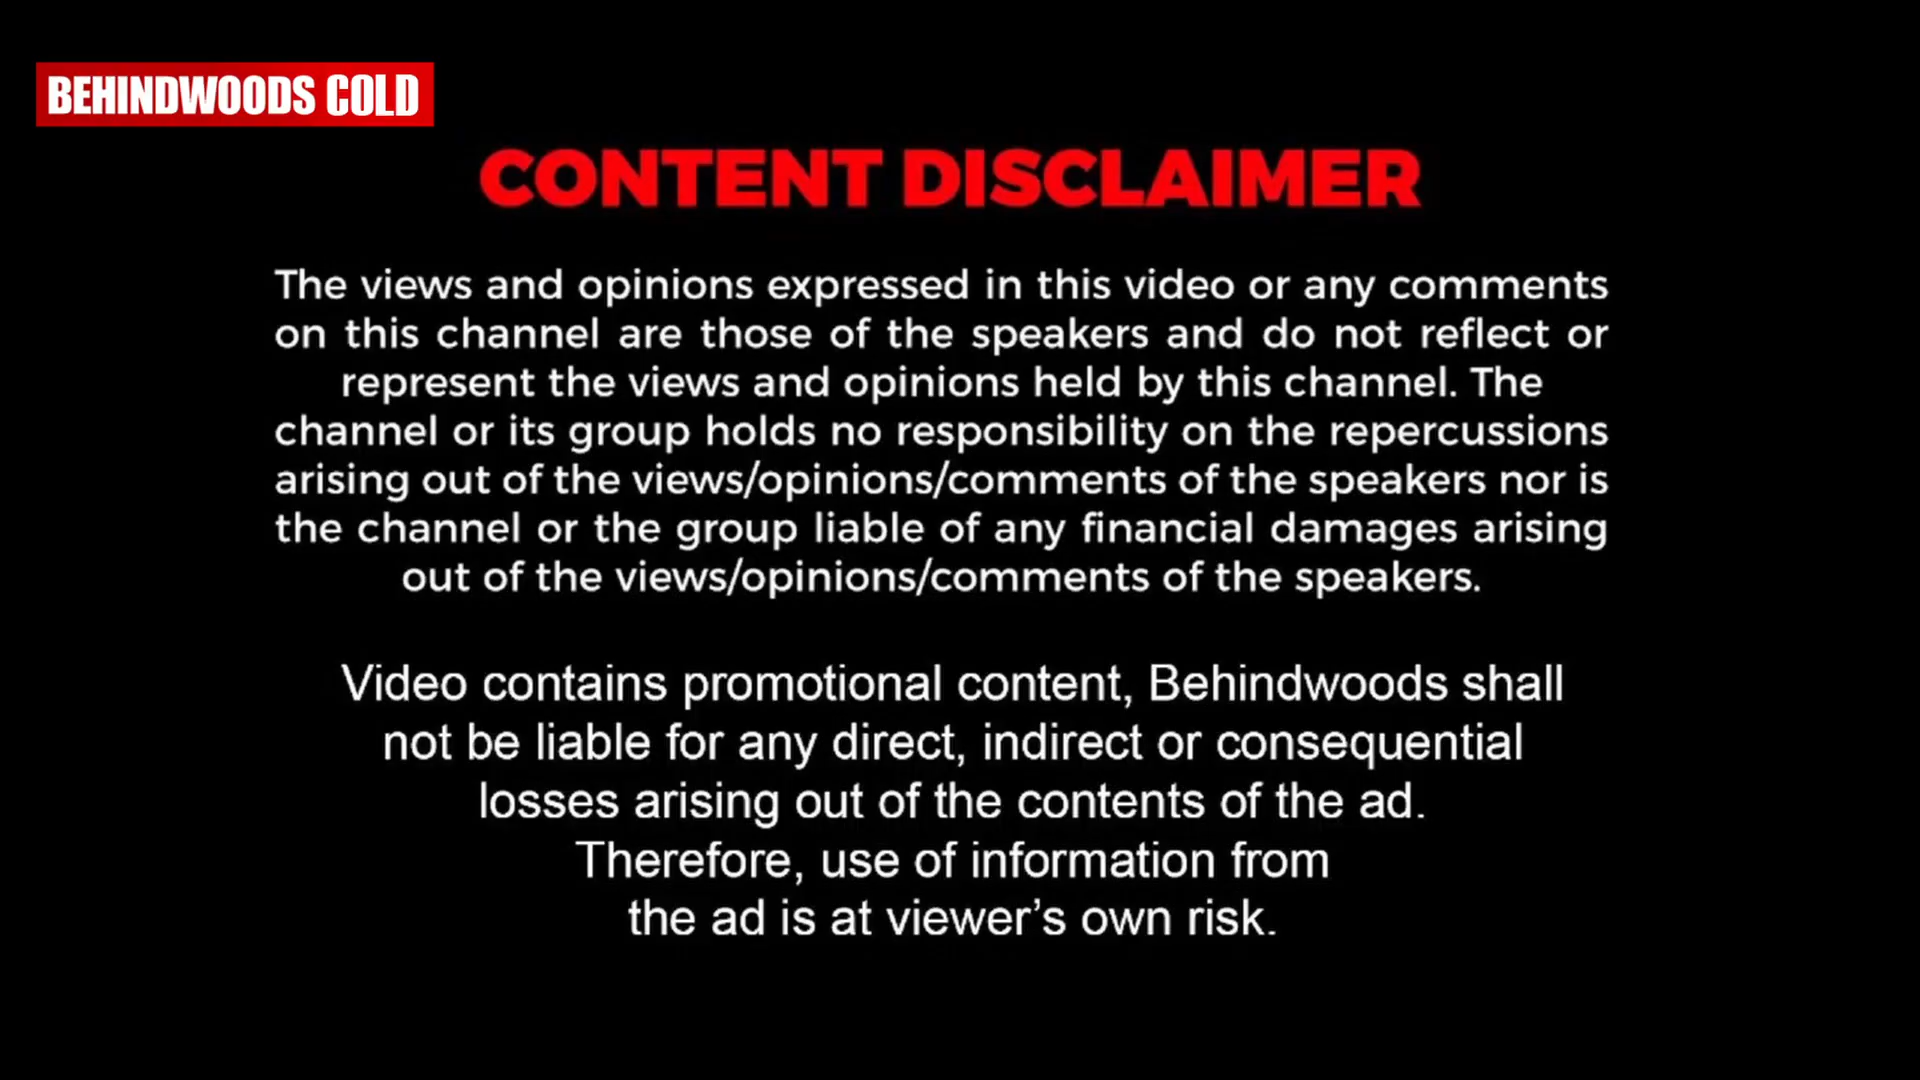 BEHINDWOODS COLD
CONTENT DISCLAIMER
The views and opinions expressed in this video or any comments
on this channel are those of the speakers and do not reflect or
represent the views and opinions held by this channel. The
channel or its group holds no responsibility on the repercussions
arising out of the views/opinions/comments of the speakers nor is
the channel or the group liable of any financial damages arising
out of the views/opinions/comments of the speakers.
Video contains promotional content, Behindwoods shall
not be liable for any direct, indirect or consequential
losses arising out of the contents of the ad.
Therefore, use of information from
the ad is at viewer’s own risk.